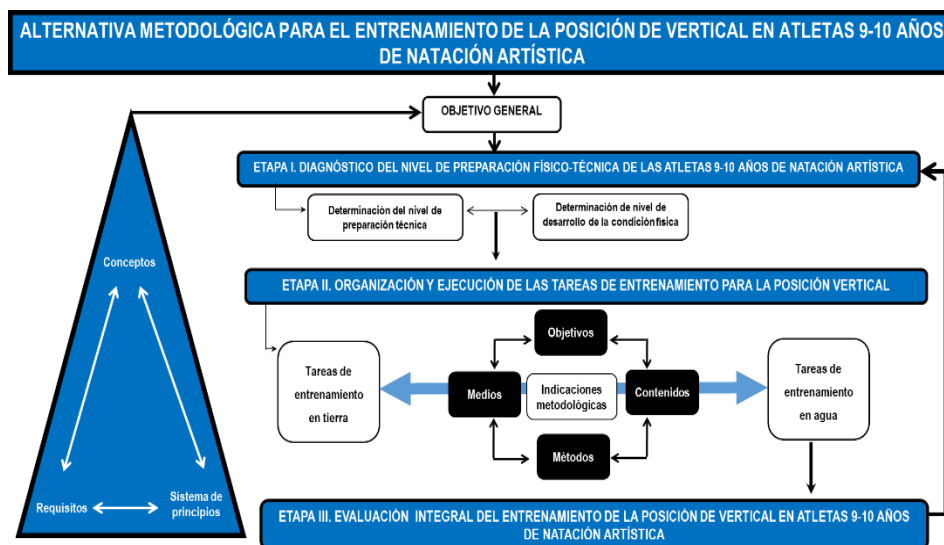 ALTERNATIVA METODOLÓGICA PARA EL ENTRENAMIENTO DE LA POSICIÓN DE VERTICAL EN ATLETAS 9-10 AÑOS
DE NATACIÓN ARTÍSTICA
OBJETIVO GENERAL
ETAPA I. DIAGNÓSTICO DEL NIVEL DE PREPARACIÓN FÍSICO-TÉCNICA DE LAS ATLETAS 9-10 AÑOS DE NATACIÓN ARTÍSTICA
Determinación del nivel de
preparación técnica
Determinación de nivel de
desarrollo de la condición física
Conceptos
Requisitos
Sistema de
principios
ETAPA II. ORGANIZACIÓN Y EJECUCIÓN DE LAS TAREAS DE ENTRENAMIENTO PARA LA POSICIÓN VERTICAL
Tareas de
entrenamiento
en tierra
Objetivos
Medios
Indicaciones
metodológicas
Contenidos
Métodos
Tareas de
entrenamiento
en agua
ETAPA III. EVALUACIÓN INTEGRAL DEL ENTRENAMIENTO DE LA POSICIÓN DE VERTICAL EN ATLETAS 9-10 AÑOS
DE NATACIÓN ARTÍSTICA